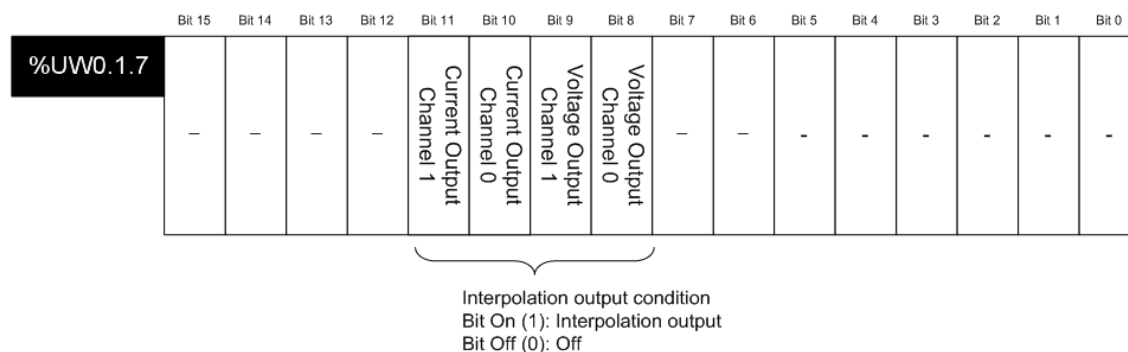 Bit 15 Bit 14 Bit 13 Bit 12 Bit 11 Bit 10 Bit 9 Bit 8 Bit 7 Bit 6 Bit 5 Bit 4 Bit 3 Bit 2 Bit 1 Bit 0
%UW0.1.7
– – – –
Current Output
Channel 1
Current Output
Channel 0
Voltage Output
Channel 1
Voltage Output
Channel 0
– – - - - - - -
Interpolation output condition
Bit On (1): Interpolation output
Bit Off (0): Off